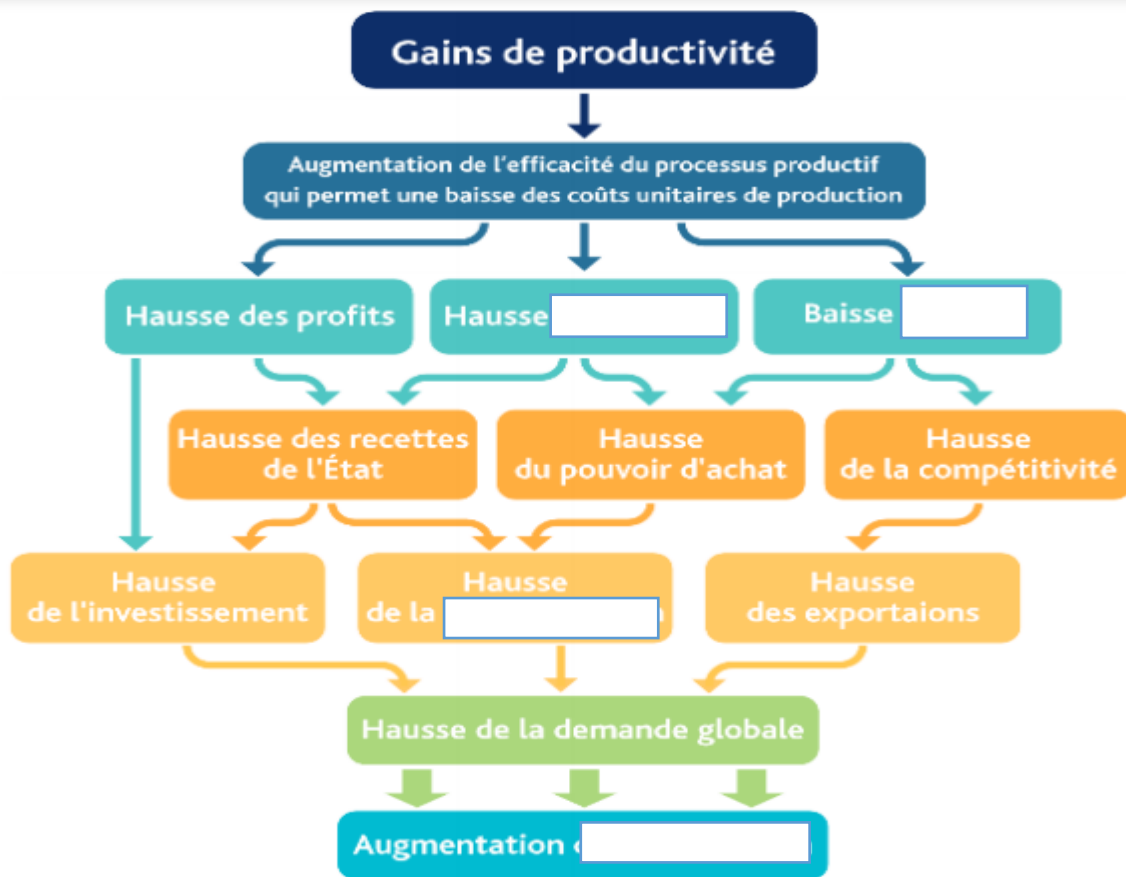 Gains de productivité
Augmentation de l'efficacité du processus productif
qui permet une baisse des coûts unitaires de production
Hausse des profits
Hausse
Baisse
Hausse des recettes
de l'État
Hausse
du pouvoir d'achat
Hausse
de la compétitivité
Hausse
de l'investissement
Hausse
de la
Hausse
des exportaions
Hausse de la demande globale
Augmentation